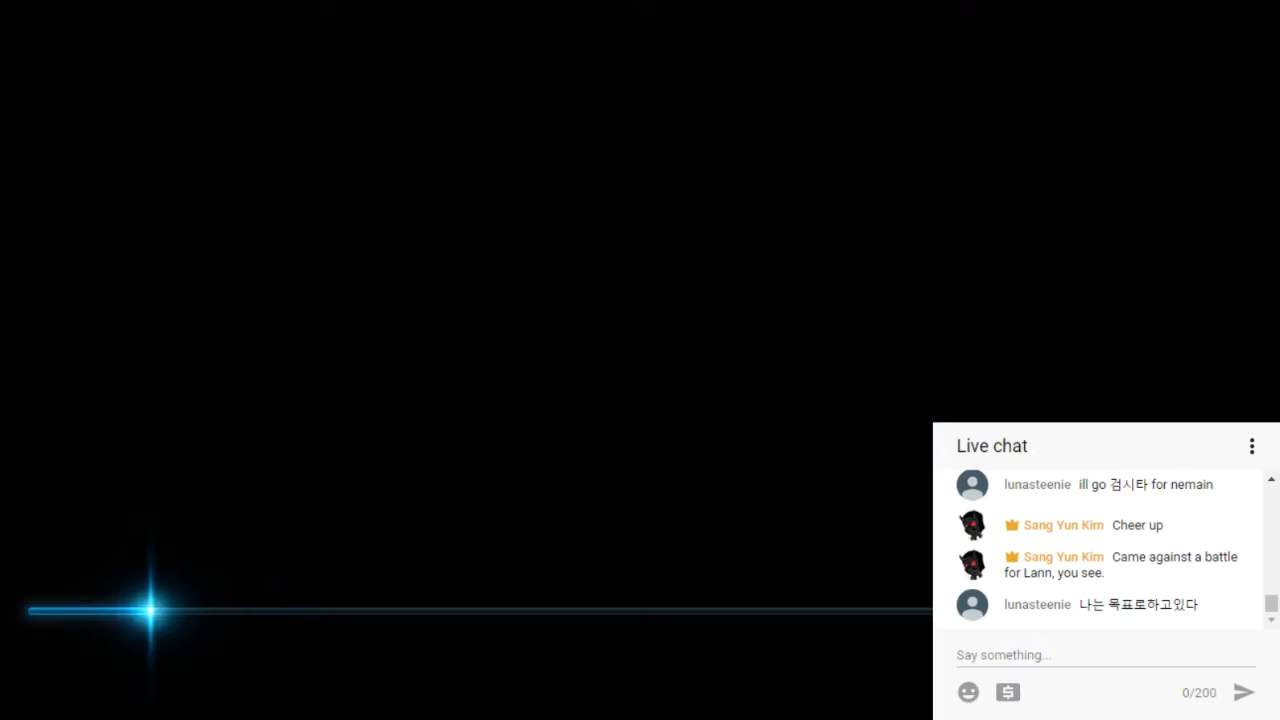 Live chat
lunasteenie ill go 검시타 for nemain
Sang Yun Kim Cheer up
Sang Yun Kim Came against a battle
for Lann, you see.
lunasteenie 나는 목표로하고있다
Say something...
0/200